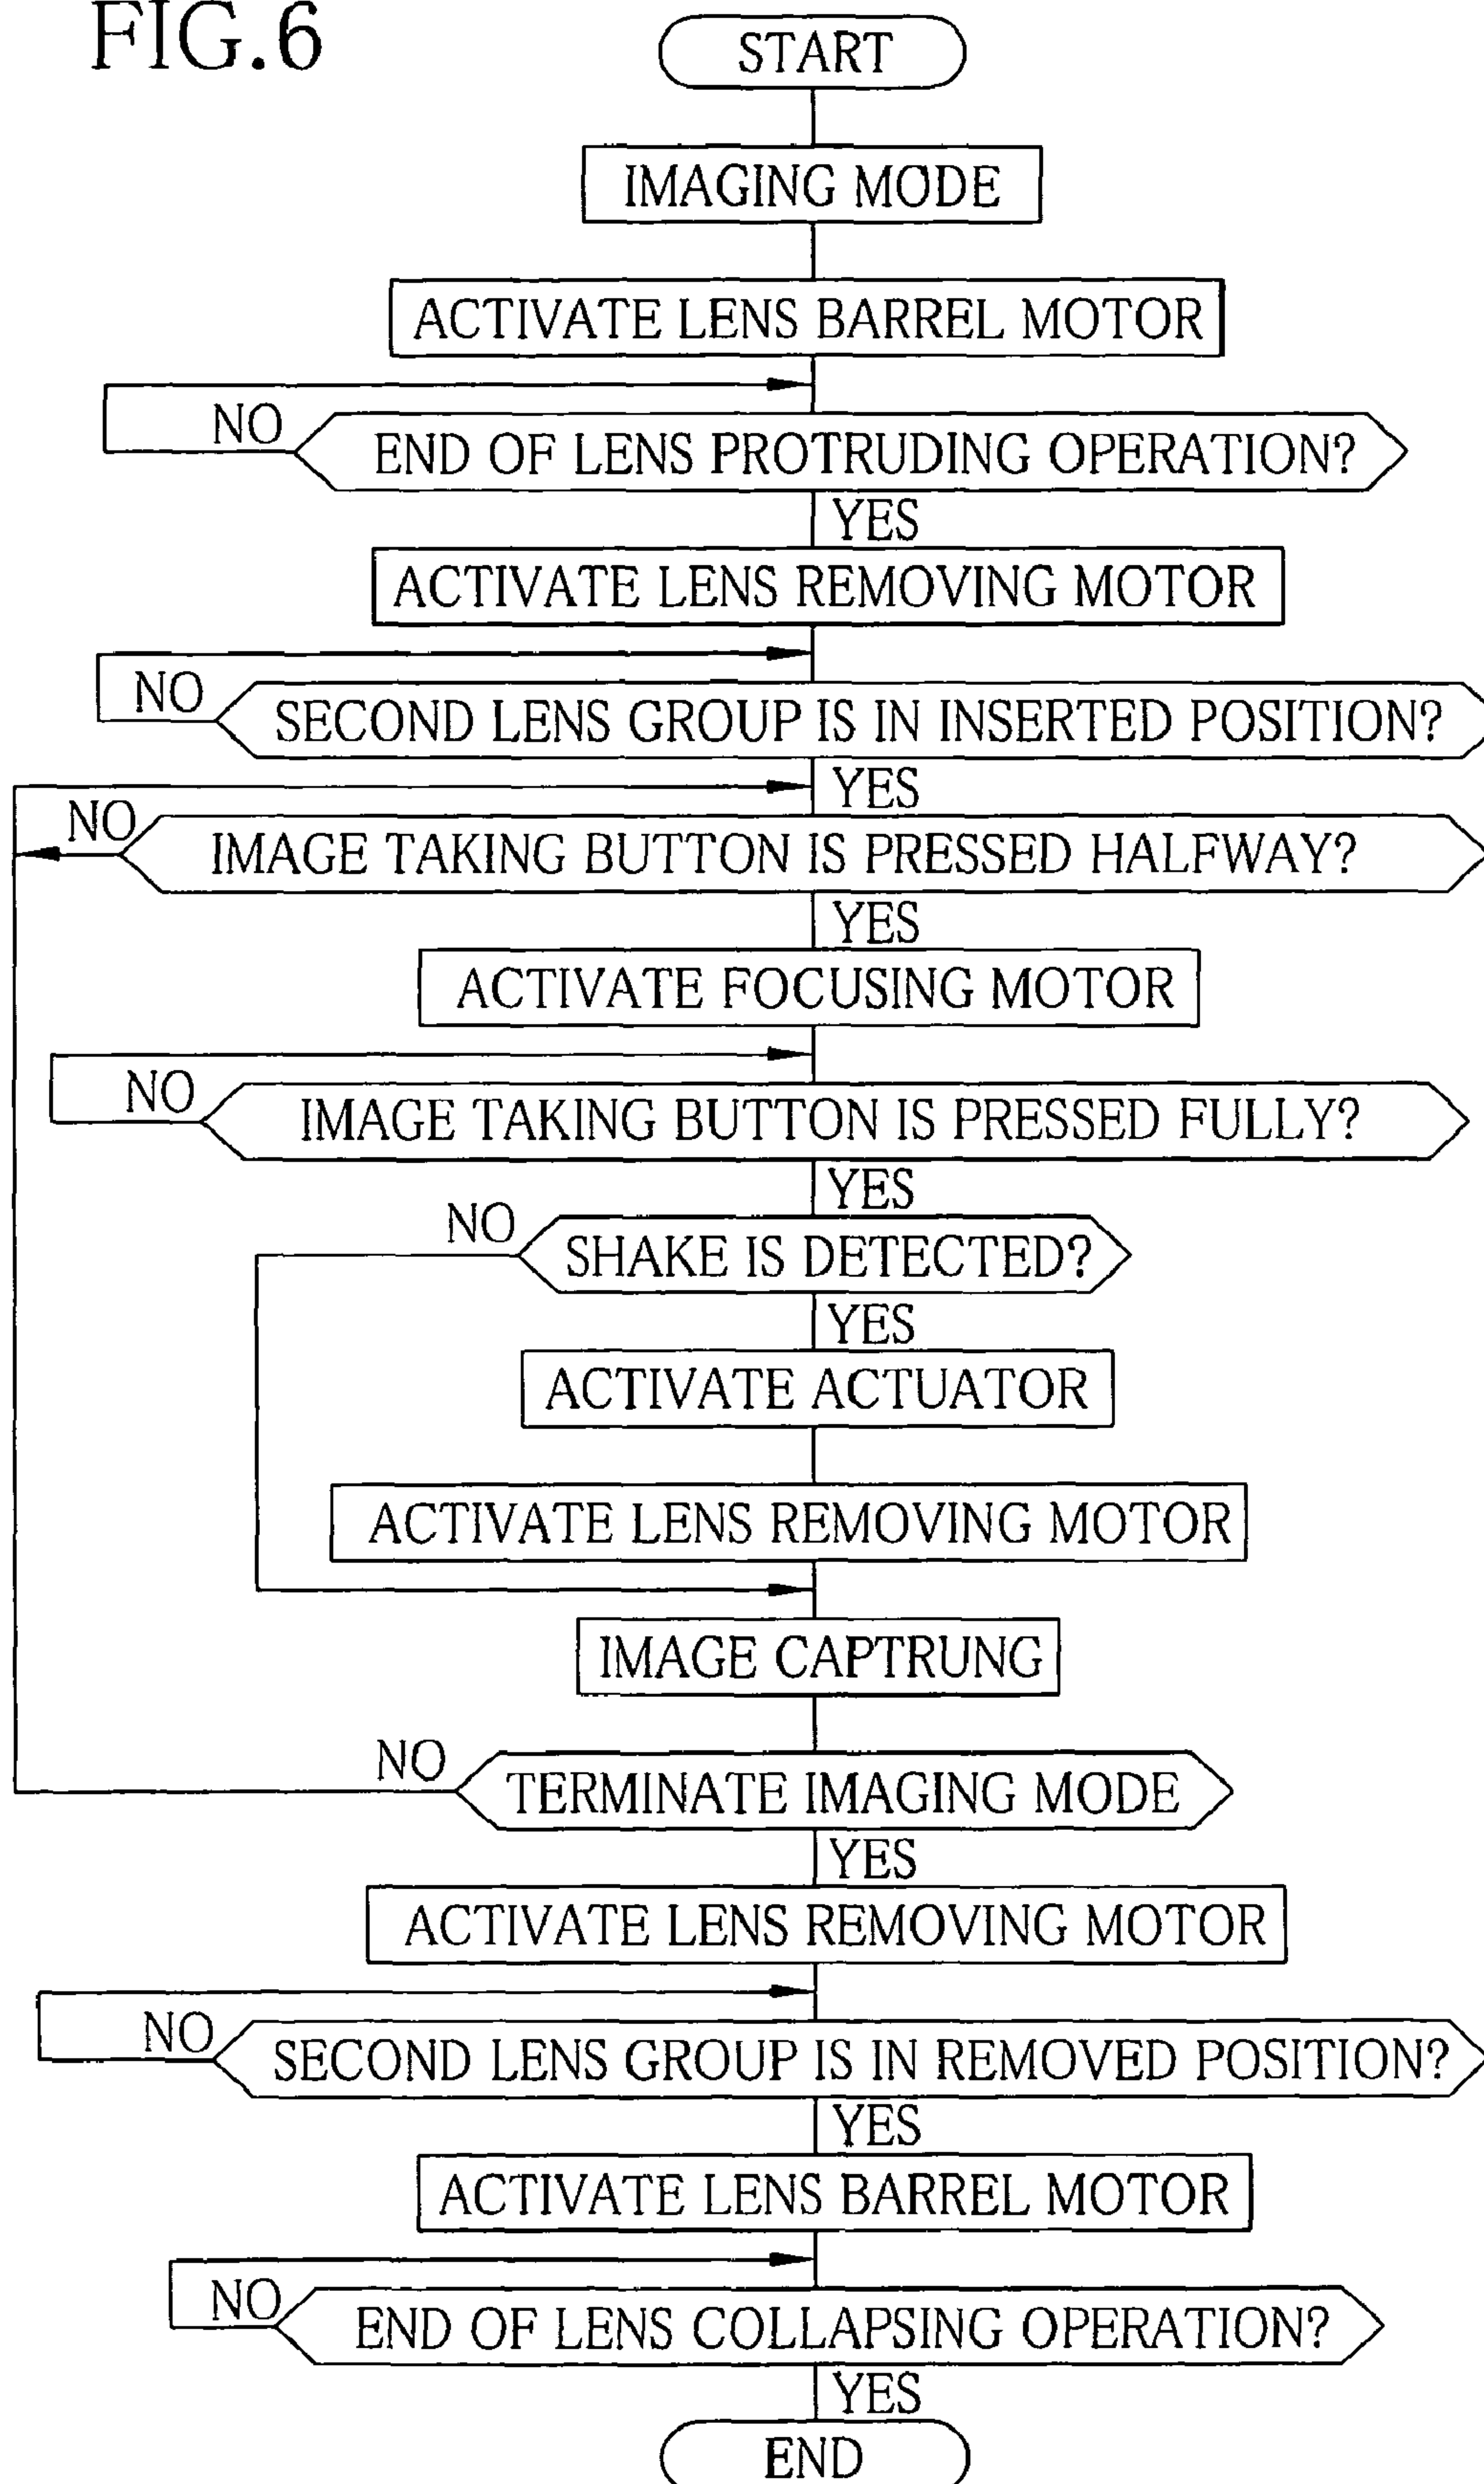 FIG.6
START
IMAGING MODE
ACTIVATE LENS BARREL MOTOR
NO
END OF LENS PROTRUDING OPERATION?
YES
ACTIVATE LENS REMOVING MOTOR
NO
SECOND LENS GROUP IS IN INSERTED POSITION?
YES
NO
IMAGE TAKING BUTTON IS PRESSED HALFWAY?
YES
ACTIVATE FOCUSING MOTOR
NO
IMAGE TAKING BUTTON IS PRESSED FULLY?
YES
NO
SHAKE IS DETECTED?
YES
ACTIVATE ACTUATOR
ACTIVATE LENS REMOVING MOTOR
IMAGE CAPTRUNG
NO
TERMINATE IMAGING MODE
YES
ACTIVATE LENS REMOVING MOTOR
NO
SECOND LENS GROUP IS IN REMOVED POSITION?
YES
ACTIVATE LENS BARREL MOTOR
NO
END OF LENS COLLAPSING OPERATION?
YES
END